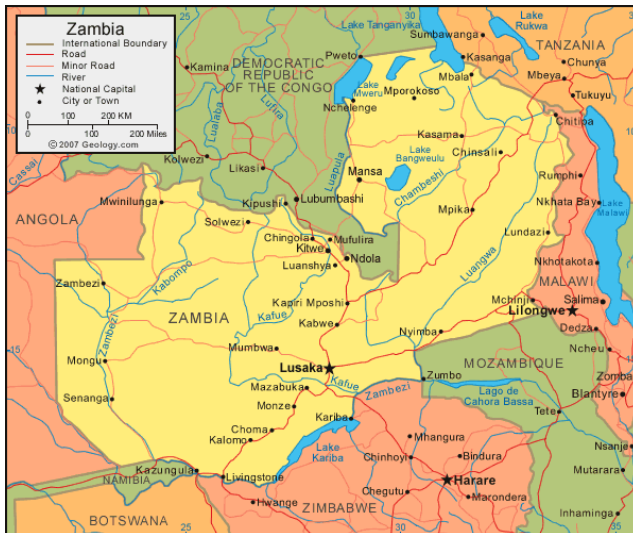 Zambia
International Boundary
Road
Minor Road
River
National Capital
City or Town
0 100 200 KM
0 100 200 Miles
© 2007 Geology.com
25
30
Lake Tanganyika
Sumbawanga
Lake
Rukwa
TANZANIA
Pweto
Kasanga
Chunya
Kamina
DEMOCRATIC
REPUBLIC
OF THE CONGO
Lake
Mweru
Mbala
Mbeya
Tukuyu
Nchelenge
Mporokoso
Lualaba
Lufira
Chitipa
10
Kasama
Lake
Bangweulu
Chinsali
Kolwezi
Likasi
Luapula
Cassai
Mansa
Chambeshi
Rumphi
Mwinilunga
Kipushi
Lubumbashi
Nkhata Bay
Lake
Malawi
Mpika
ANGOLA
Solwezi
Lundazi
Chingola
Mufulira
Kitwe
Ndola
Luangwa
Luanshya
Nkhotakota
Kabompo
Zambezi
MALAWI
Kapiri Mposhi
Mchinji
Salima
Kafue
Lilongwe
ZAMBIA
Zambezi
Kabwe
Nyimba
Dedza
Mumbwa
Ncheu
15
Mongu
MOZAMBIQUE
Lusaka
Zomba
Kafue
Zumbo
Mazabuka
Zambezi
Lago de
Cahora Bassa
Blantyre
Senanga
Monze
Kariba
Tete
Choma
Mhangura
Kalomo
Lake
Kariba
Nsanje
Chinhoyi
Bindura
Kazungula
Mutarara
NAMIBIA
Livingstone
Harare
Chegutu
Marondera
Hwange
ZIMBABWE
Inhaminga
BOTSWANA
25
30
35